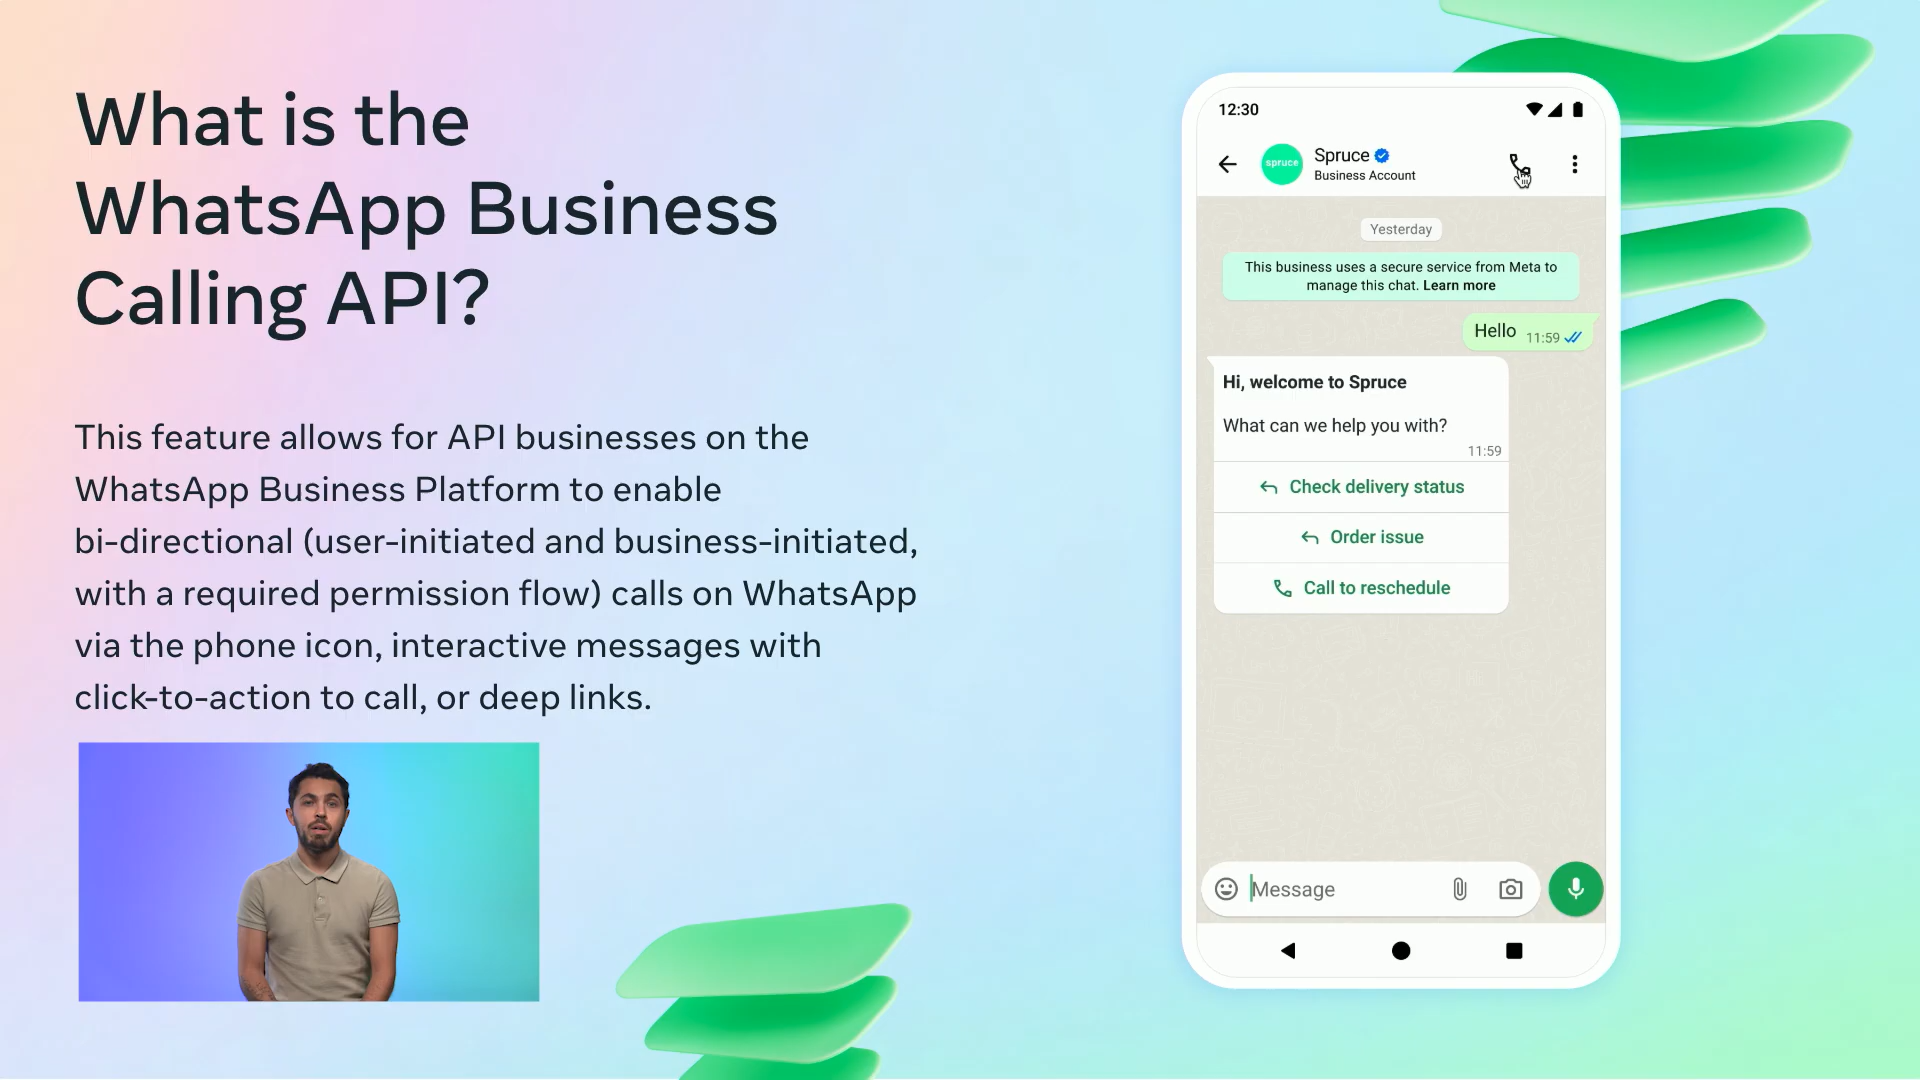 What is the
WhatsApp Business
Calling API?
This feature allows for API businesses on the
WhatsApp Business Platform to enable
bi-directional (user-initiated and business-initiated,
with a required permission flow) calls on WhatsApp
via the phone icon, interactive messages with
click-to-action to call, or deep links.
12:30
spruce
Spruce
Business Account
Yesterday
This business uses a secure service from Meta to
manage this chat. Learn more
Hello 11:59
Hi, welcome to Spruce
What can we help you with?
11:59
Check delivery status
Order issue
Call to reschedule
Message